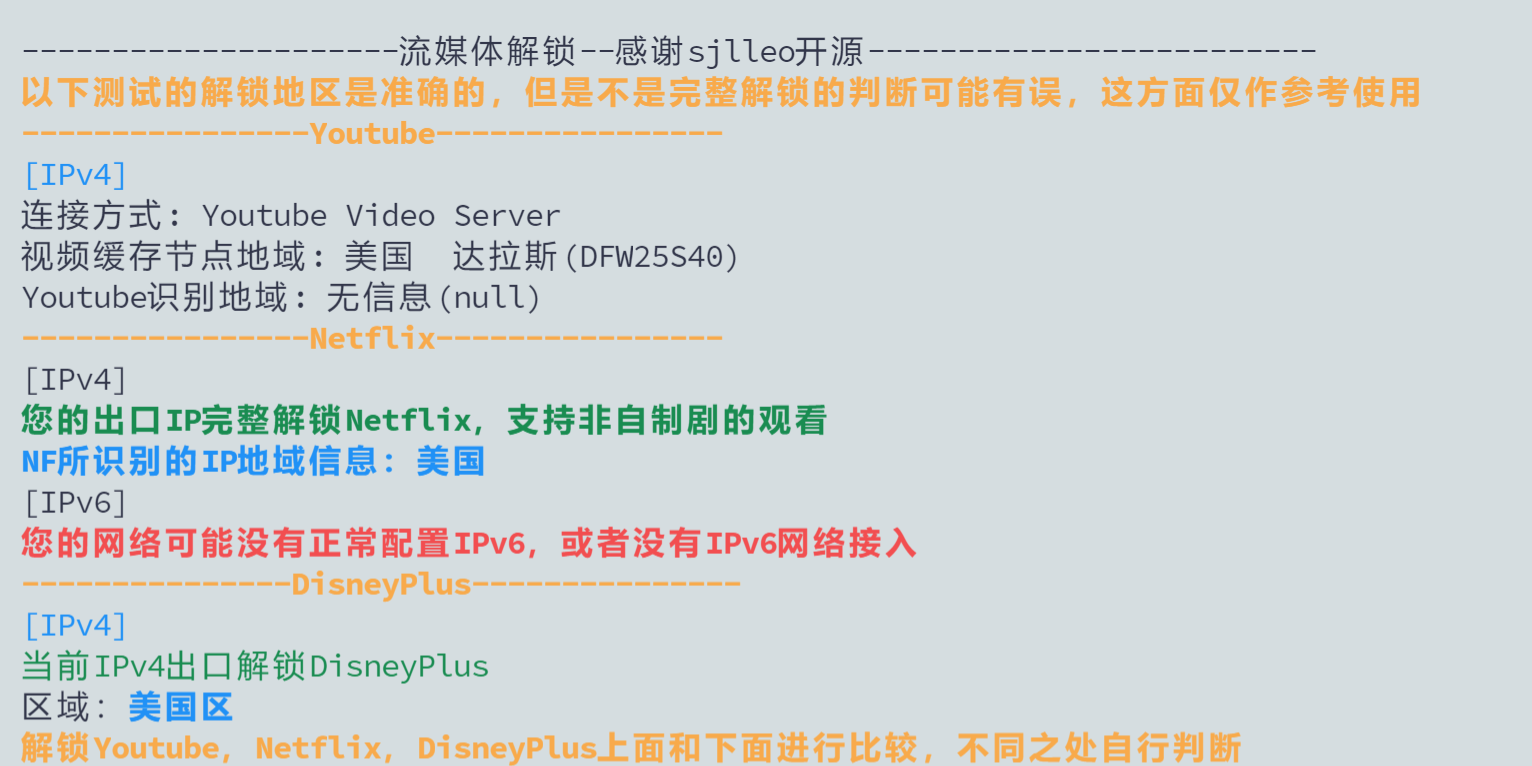 ---------------------流媒体解锁--感谢sjlleo开源-------------------------
以下测试的解锁地区是准确的，但是不是完整解锁的判断可能有误，这方面仅作参考使用
----------------Youtube----------------
[IPv4]
连接方式: Youtube Video Server
视频缓存节点地域: 美国  达拉斯(DFW25S40)
Youtube识别地域: 无信息(null)
----------------Netflix----------------
[IPv4]
您的出口IP完整解锁Netflix，支持非自制剧的观看
NF所识别的IP地域信息：美国
[IPv6]
您的网络可能没有正常配置IPv6，或者没有IPv6网络接入
---------------DisneyPlus---------------
[IPv4]
当前IPv4出口解锁DisneyPlus
区域：美国区
解锁Youtube，Netflix，DisneyPlus上面和下面进行比较，不同之处自行判断